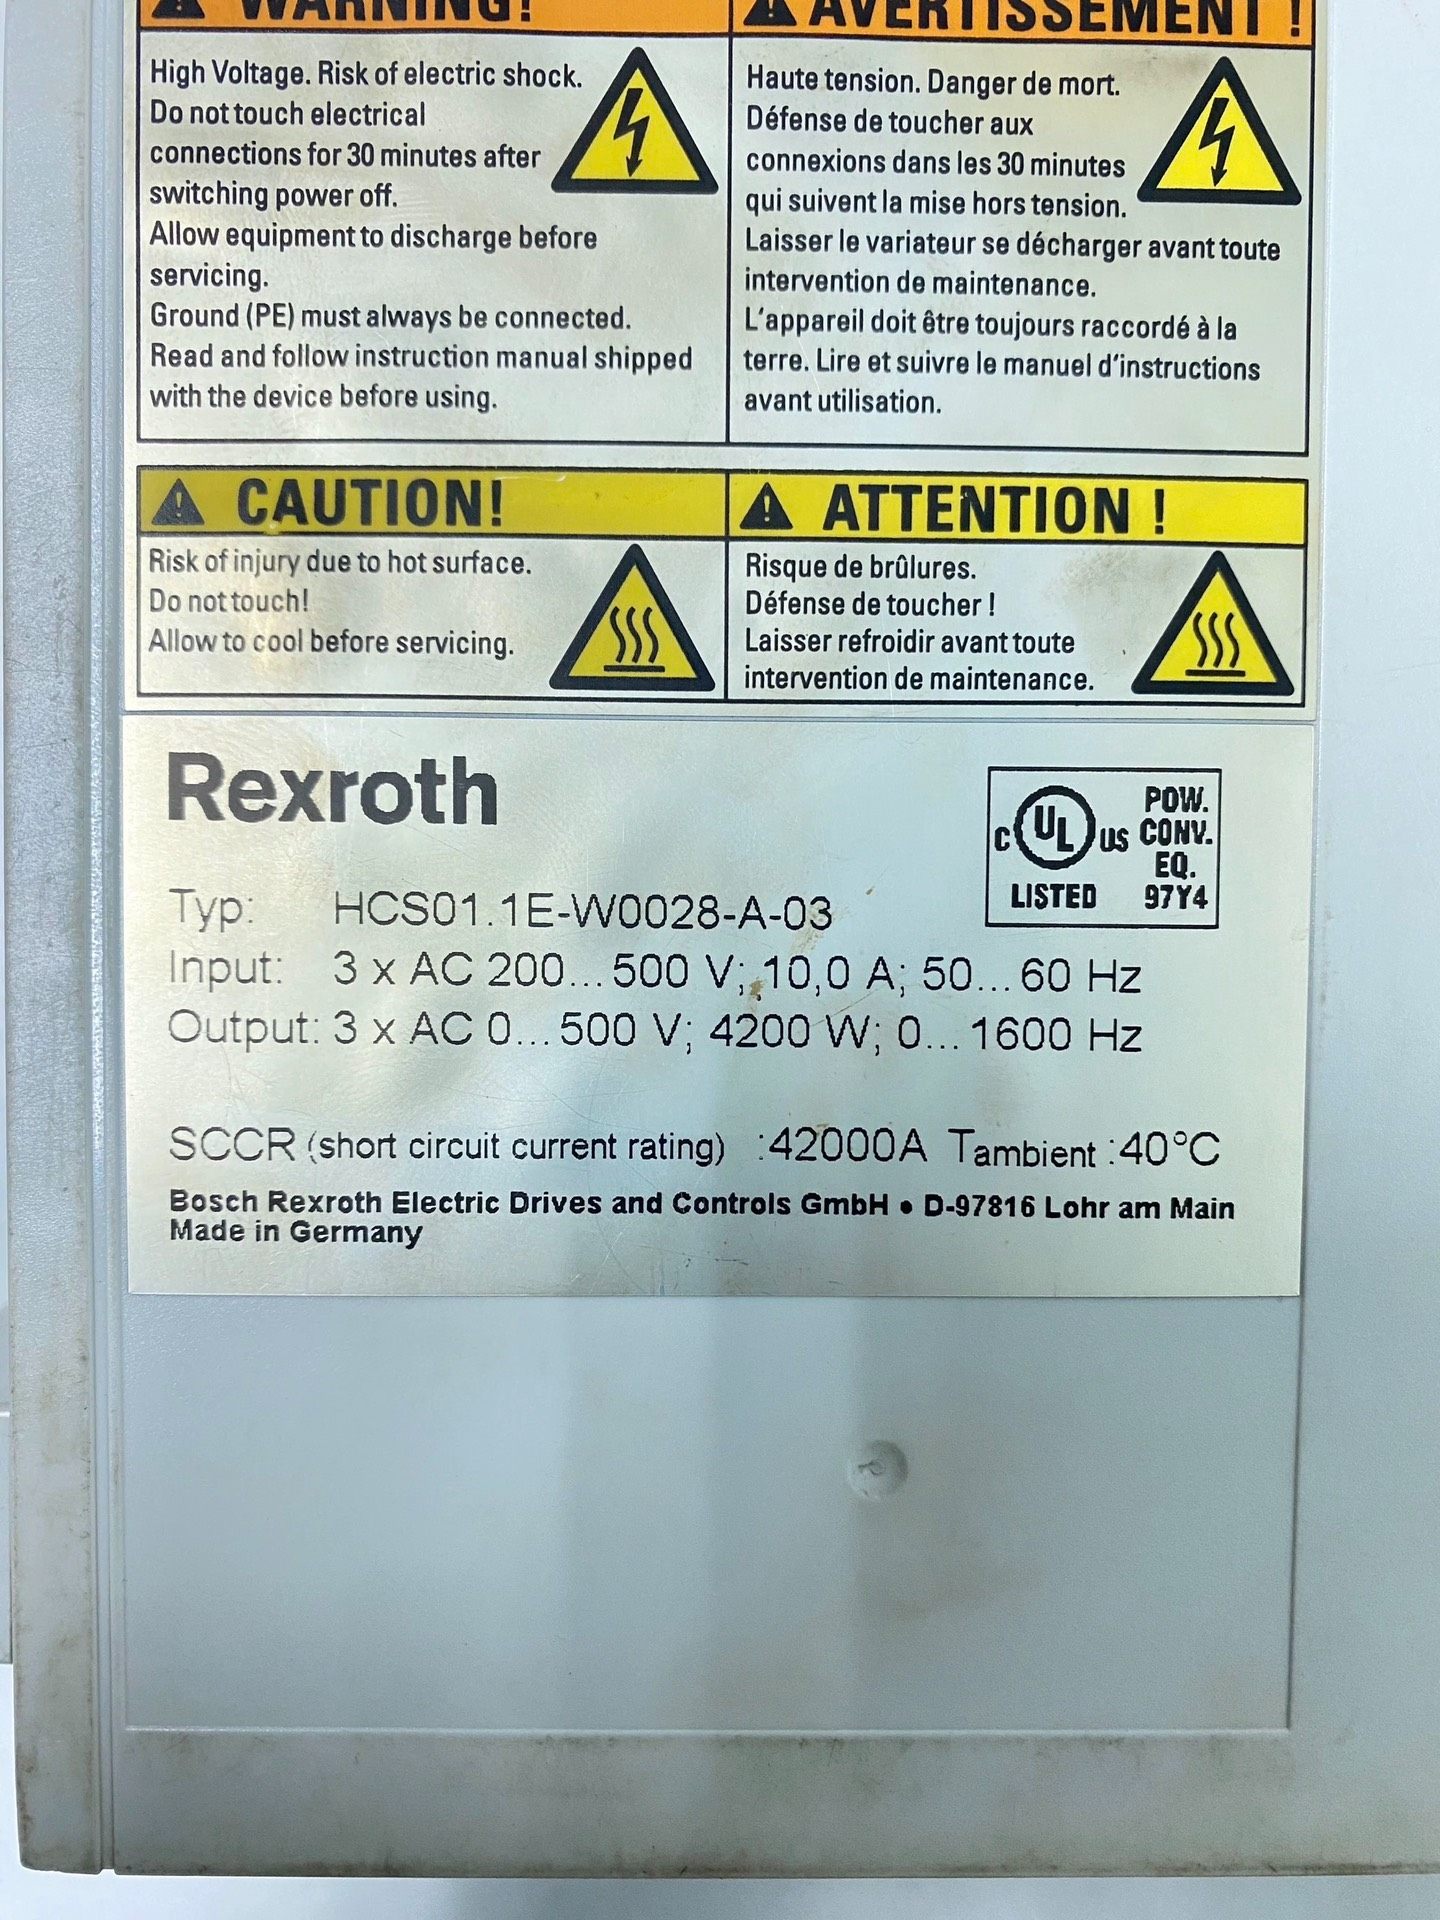 WARNING!
High Voltage. Risk of electric shock.
Do not touch electrical
connections for 30 minutes after
switching power off.
Allow equipment to discharge before
servicing.
Ground (PE) must always be connected.
Read and follow instruction manual shipped
with the device before using.
AVERTISSEMENT !
Haute tension. Danger de mort.
Défense de toucher aux
connexions dans les 30 minutes
qui suivent la mise hors tension.
Laisser le variateur se décharger avant toute
intervention de maintenance.
L'appareil doit être toujours raccordé à la
terre. Lire et suivre le manuel d'instructions
avant utilisation.
CAUTION!
Risk of injury due to hot surface.
Do not touch!
Allow to cool before servicing.
ATTENTION !
Risque de brûlures.
Défense de toucher !
Laisser refroidir avant toute
intervention de maintenance.
Rexroth
C UL US
LISTED
POW.
CONV.
EQ.
97Y4
Typ: HCS01.1E-W0028-A-03
Input: 3 x AC 200...500 V; 10,0 A; 50...60 Hz
Output: 3 x AC 0...500 V; 4200 W; 0...1600 Hz
SCCR (short circuit current rating) :42000A Tambient :40°C
Bosch Rexroth Electric Drives and Controls GmbH • D-97816 Lohr am Main
Made in Germany